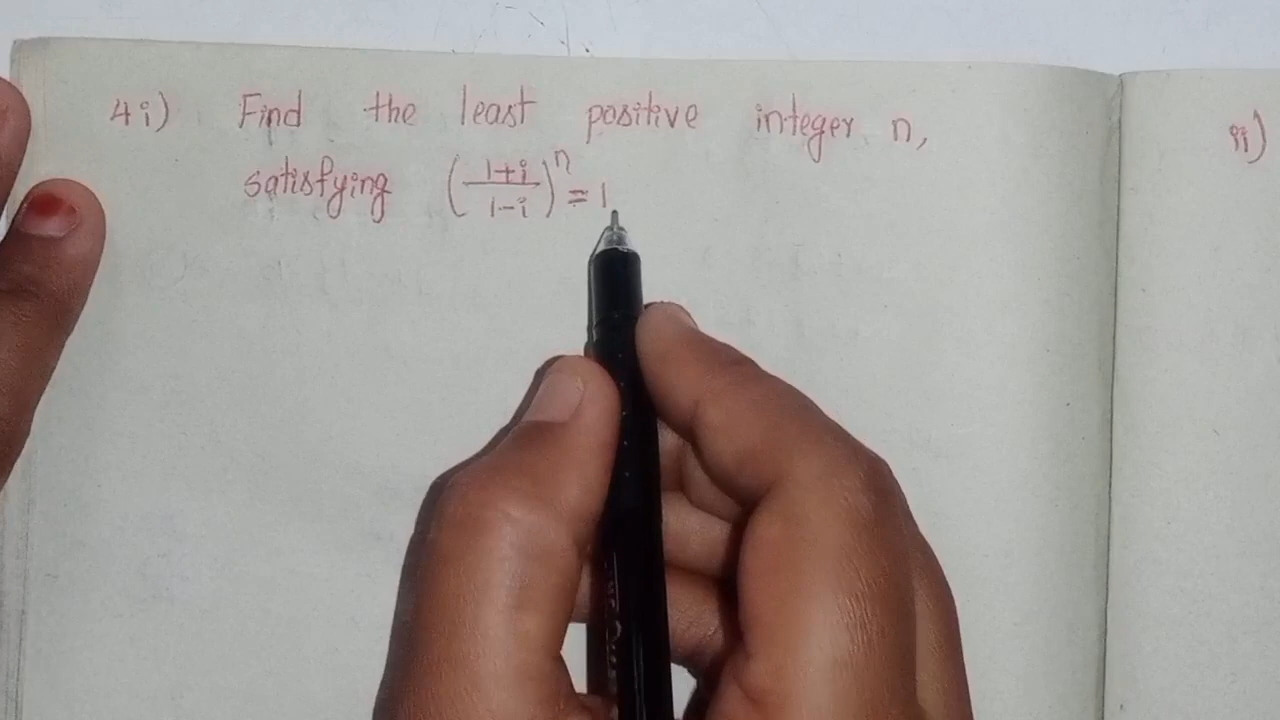 4i) Find the least positive integer n,
satisfying (1+i/1-i)^n = 1
ii)